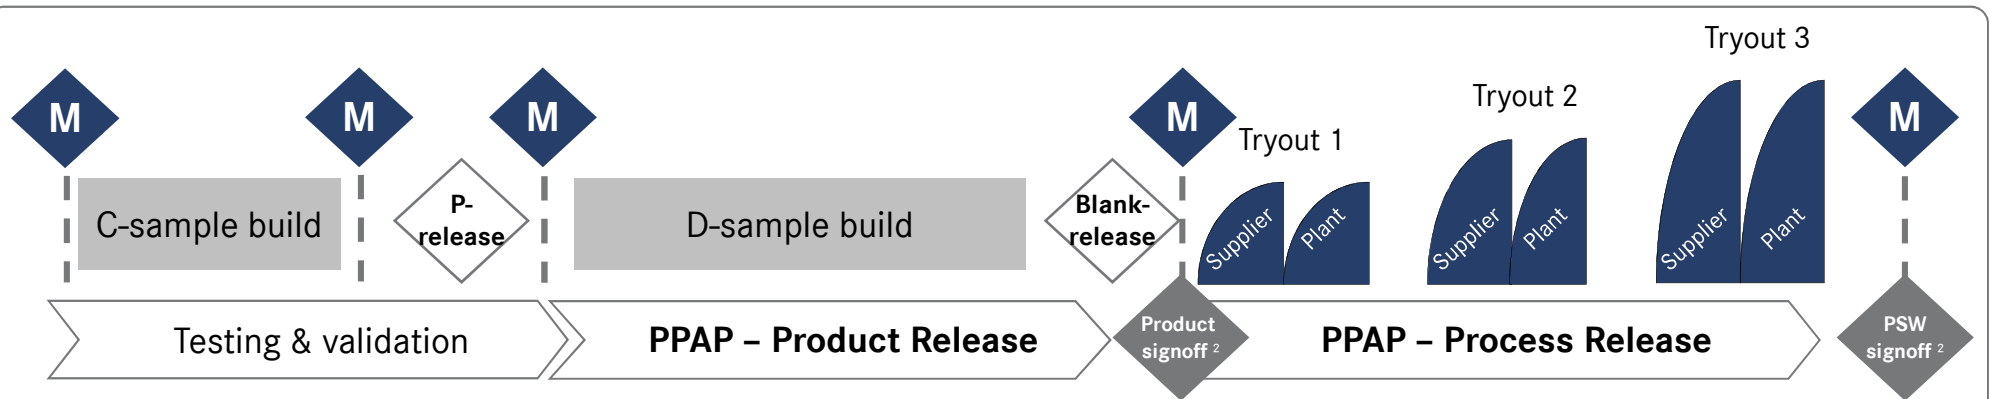 Tryout 3
Tryout 2
Tryout 1
M
M
M
M
M
C-sample build
P-
release
D-sample build
Blank-
release
Supplier
Plant
Supplier
Plant
Supplier
Plant
Testing & validation
PPAP – Product Release
Product
signoff ²
PPAP – Process Release
PSW
signoff ²